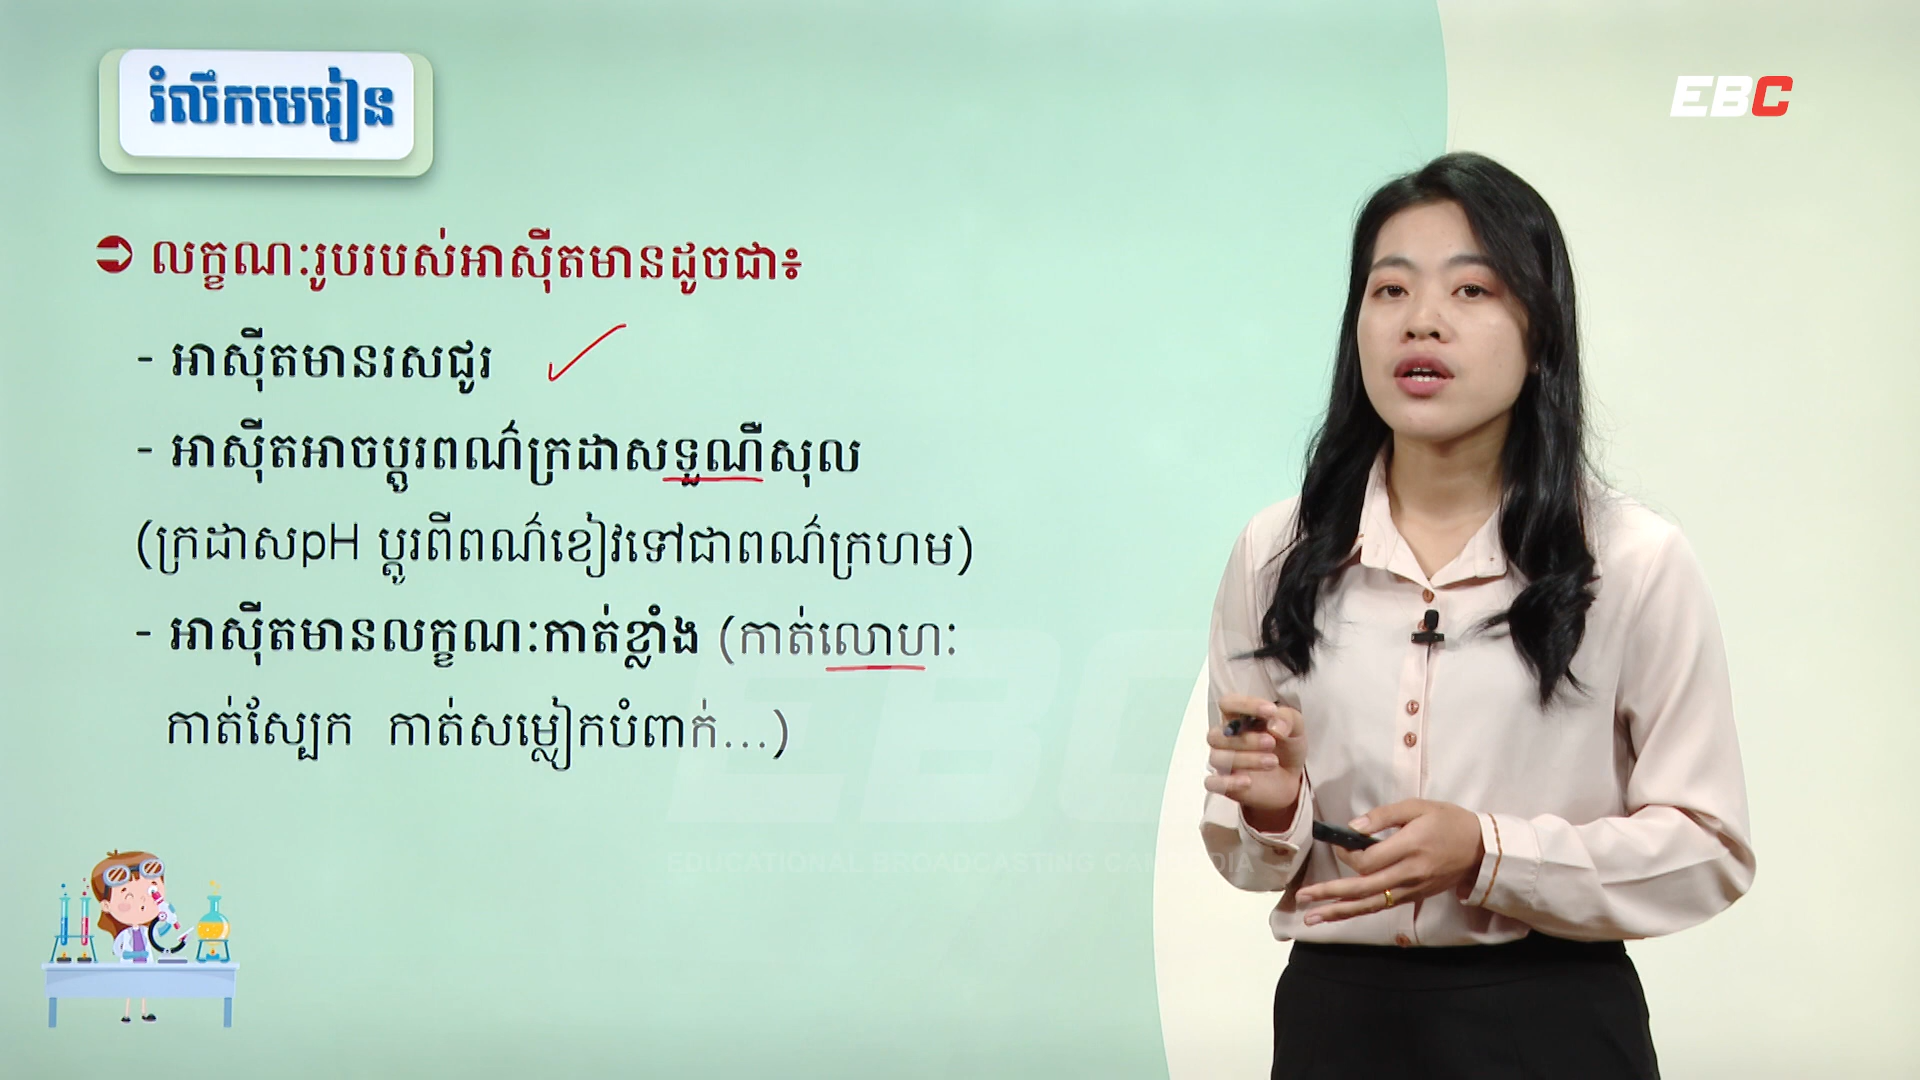 រំលឹកមេរៀន
EBC
លក្ខណៈរូបរបស់អាស៊ីតមានដូចជា៖
- អាស៊ីតមានរសជូរ
- អាស៊ីតអាចប្តូរពណ៌ក្រដាសទួណឺសុល
(ក្រដាសpH ប្តូរពីពណ៌ខៀវទៅជាពណ៌ក្រហម)
- អាស៊ីតមានលក្ខណៈកាត់ខ្លាំង (កាត់លោហៈ
កាត់ស្បែក កាត់សម្លៀកបំពាក់...)
EBC
EDUCATIONAL BROADCASTING CAMBODIA